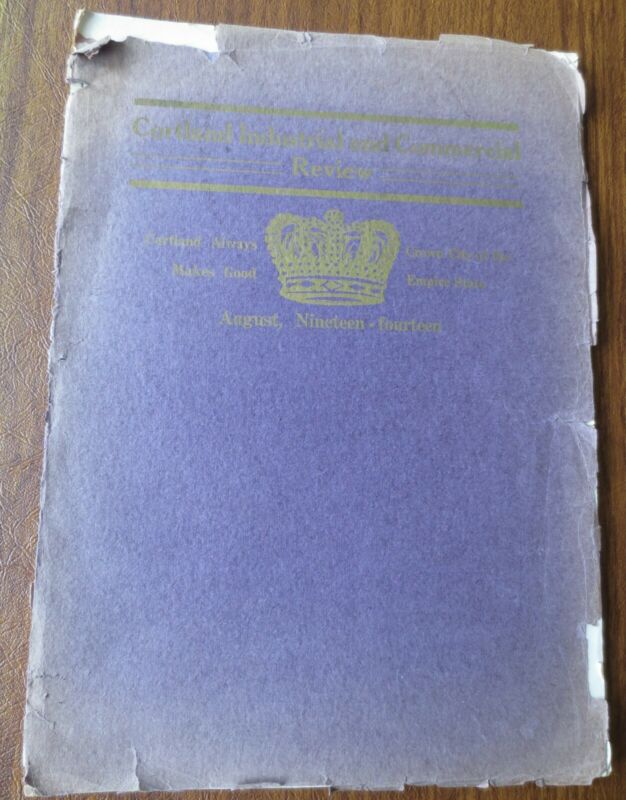 Cortland Industrial and Commercial
Review
Cortland Always
Makes Good
Crown City of the
Empire State
August, Nineteen-fourteen